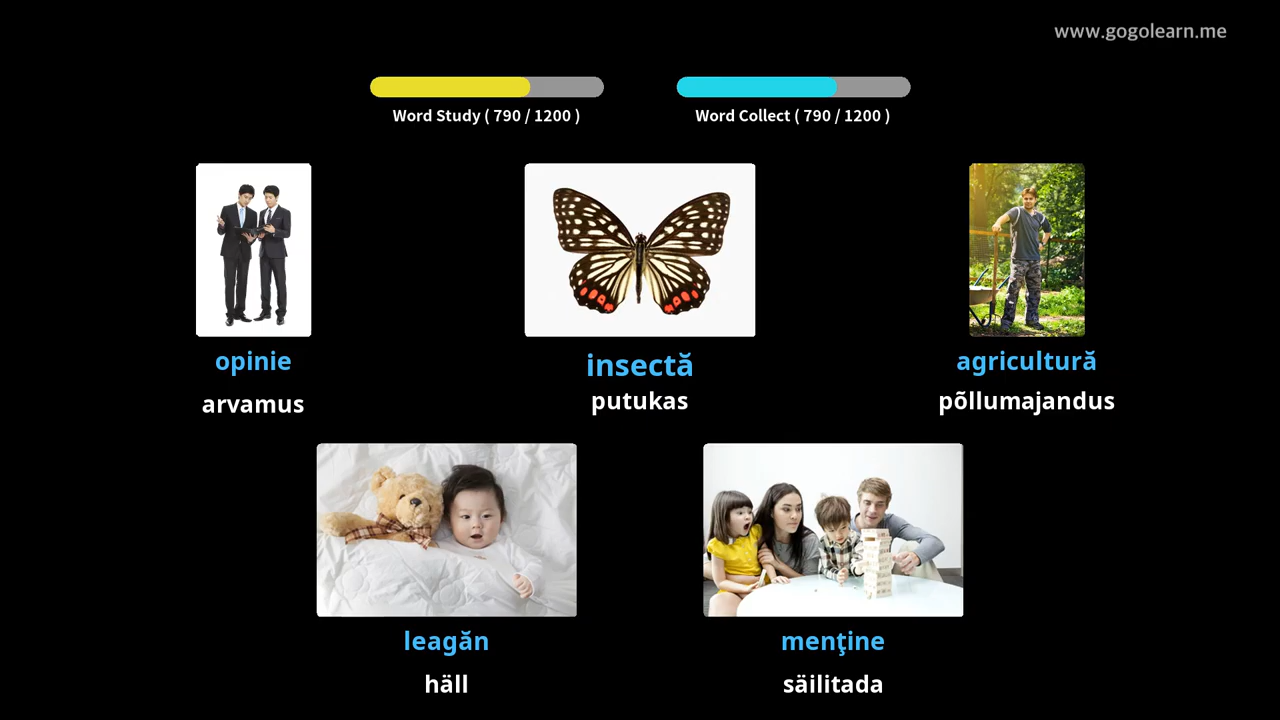 www.gogolearn.me
Word Study ( 790 / 1200 )
Word Collect ( 790 / 1200 )
opinie
arvamus
insectă
putukas
agricultură
põllumajandus
leagăn
häll
menţine
säilitada